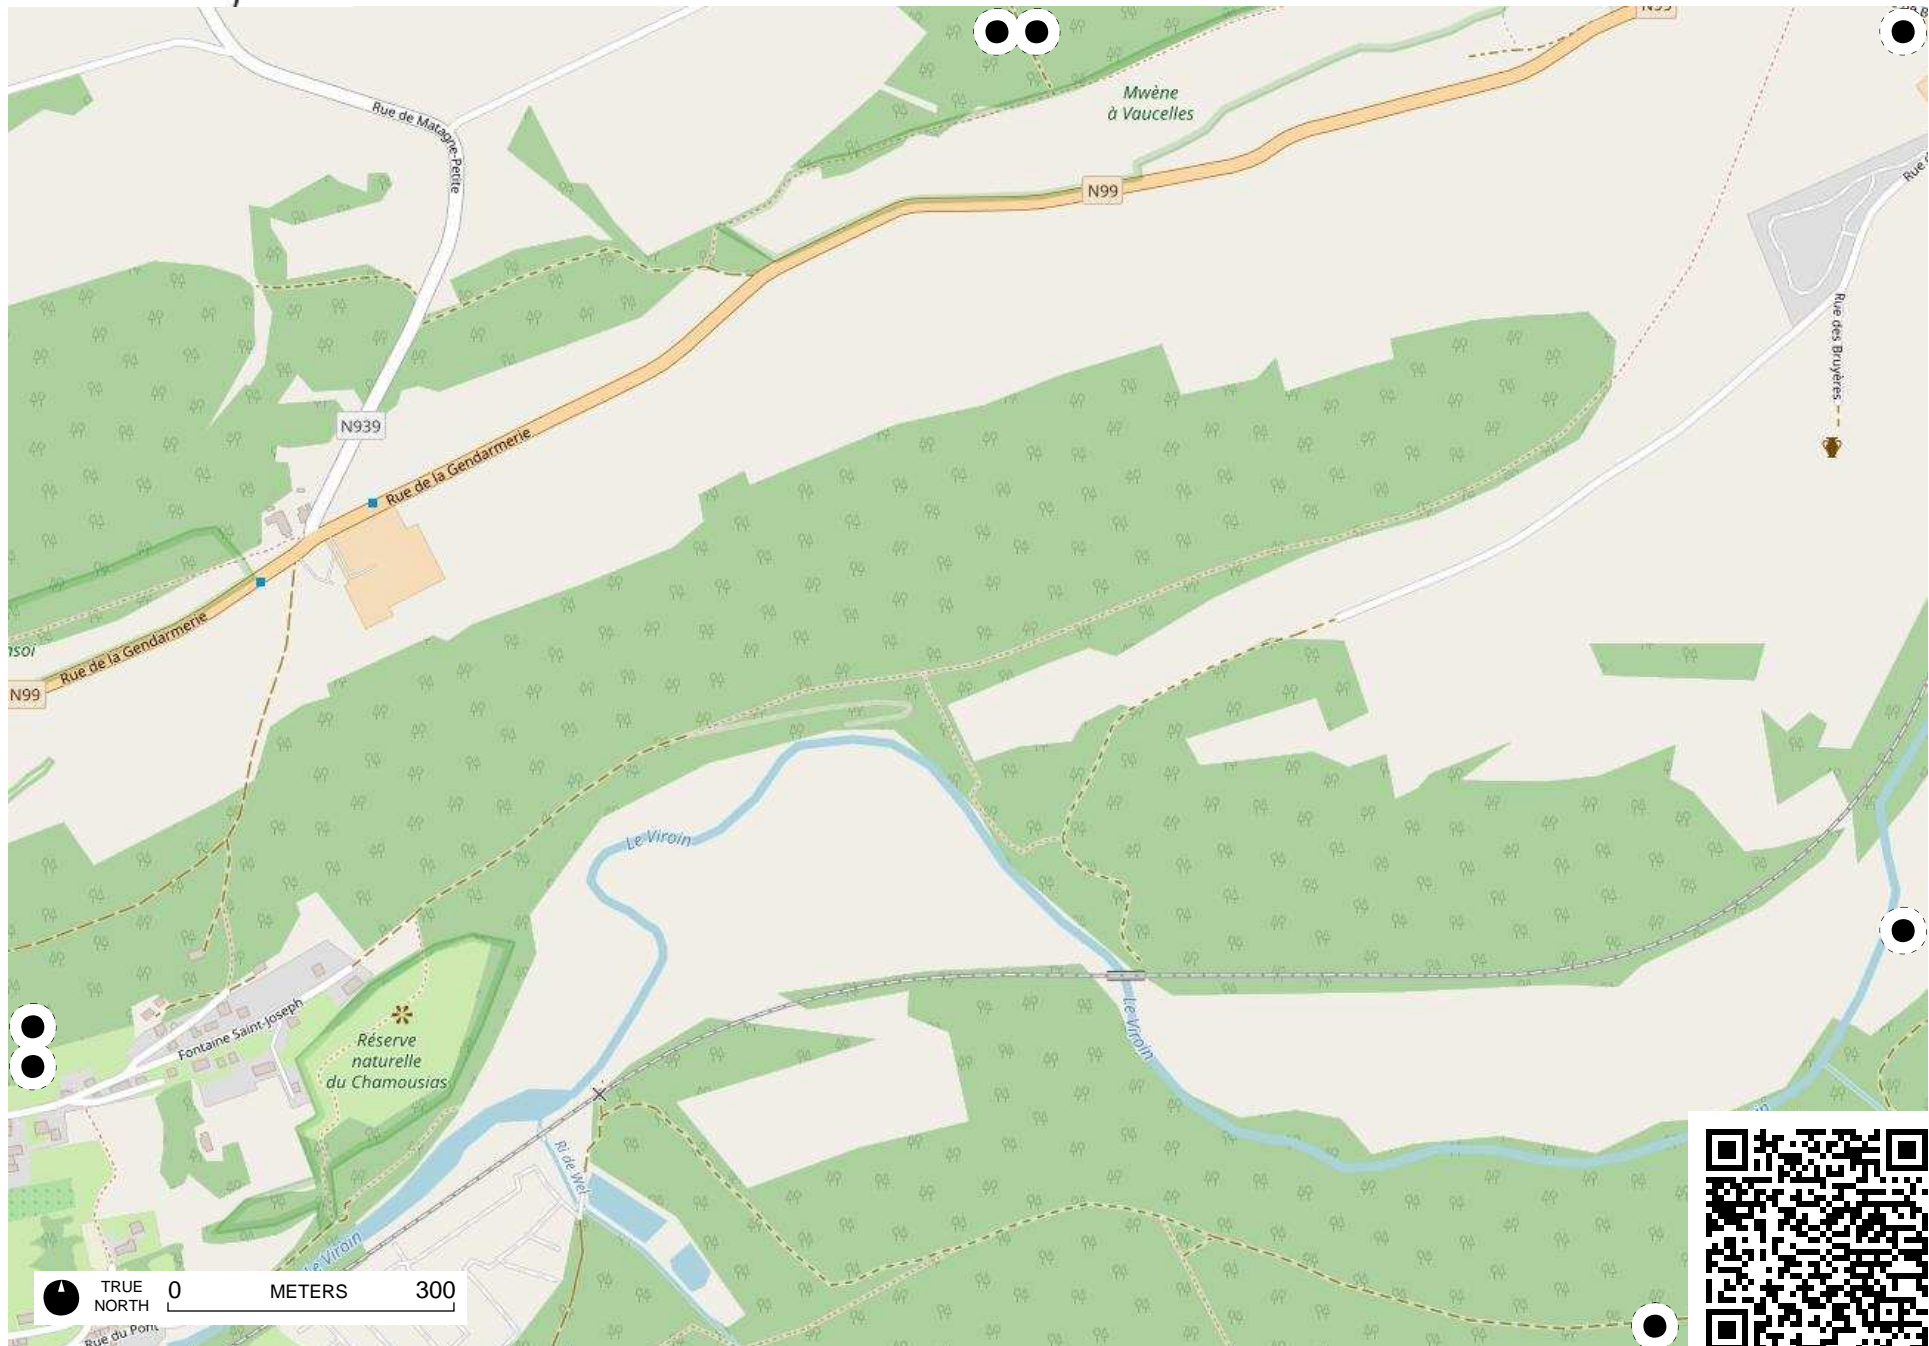 N99
Rue de Matagne-Petite
Mwène
à Vaucelles
N99
Rue des Bruyères
N939
Rue de la Gendarmerie
Rue de la Gendarmerie
N99
Le Viroin
Fontaine Saint-Joseph
Réserve
naturelle
du Chamousias
Le Viroin
Ri de Wel
Le Viroin
TRUE
NORTH
0 METERS 300
Rue du Pont